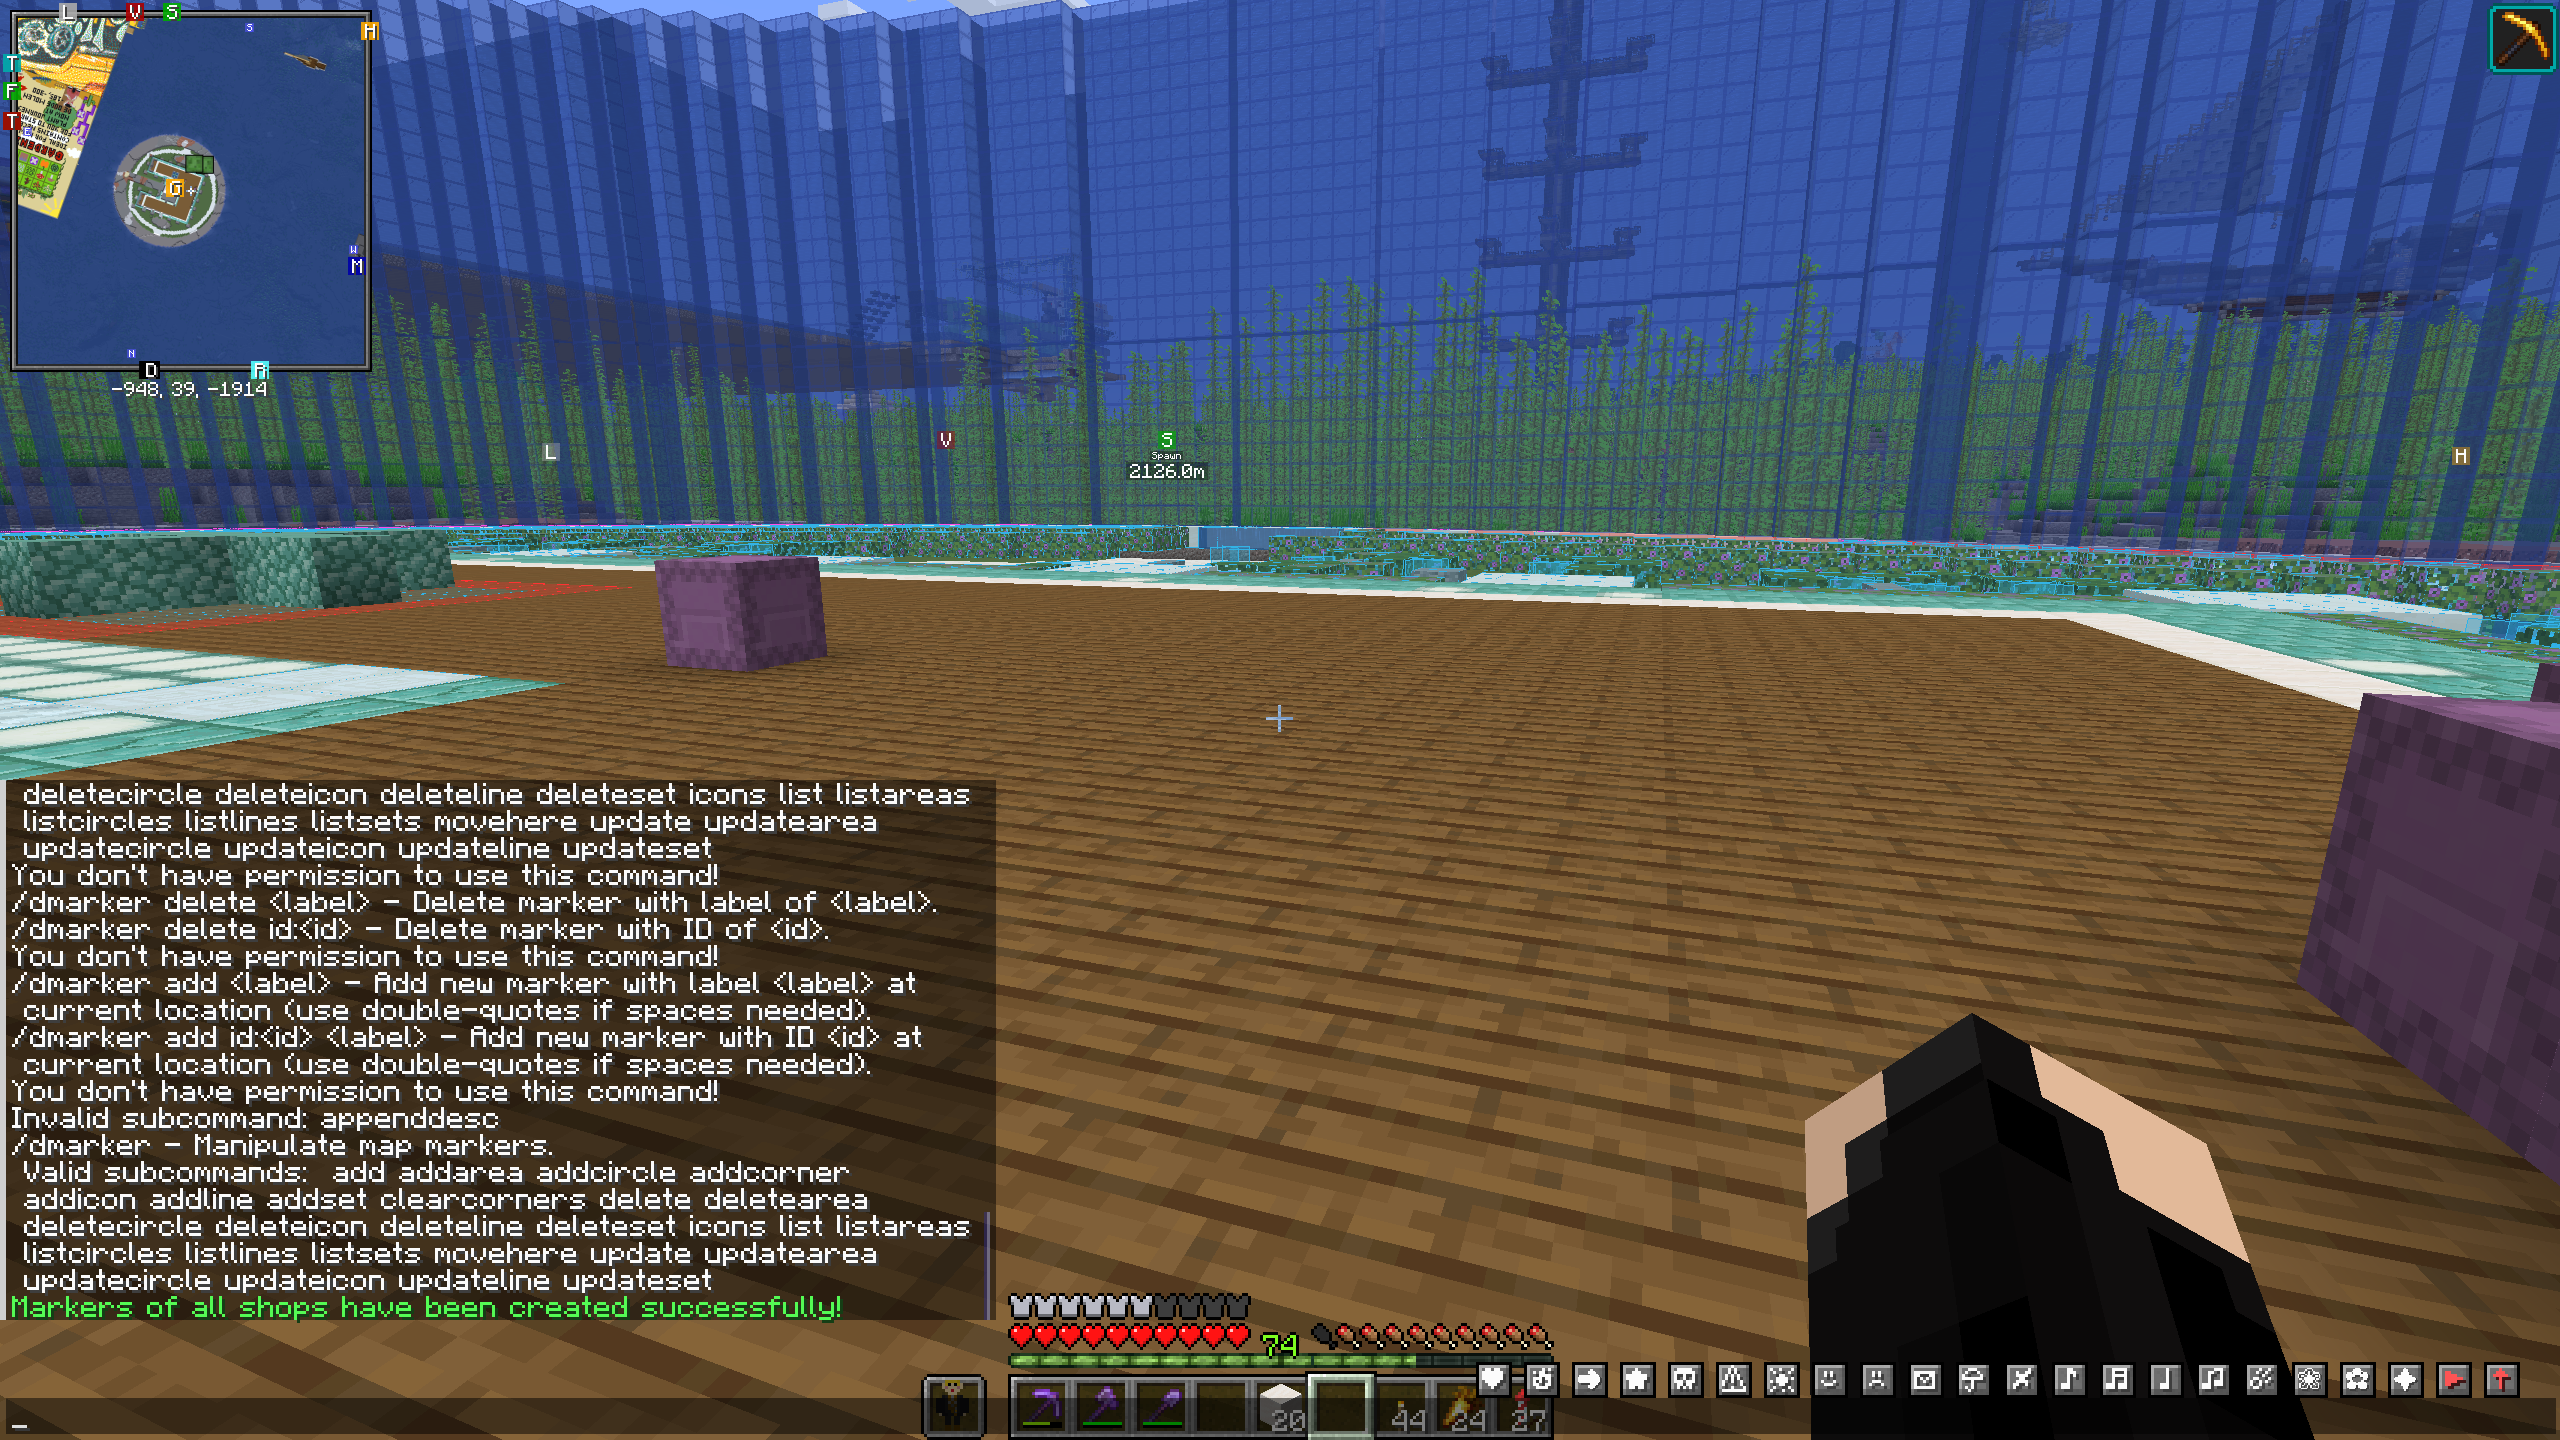 L V S
S
H
T
F
T
G
W
M
N
D R
-948, 39, -1914
L
V
S
Spawn
2126.0m
H
deletecircle deleteicon deleteline deleteset icons list listareas
listcircles listlines listsets movehere update updatearea
updatecircle updateicon updateline updateset
You don't have permission to use this command!
/dmarker delete <label> - Delete marker with label of <label>.
/dmarker delete id:<id> - Delete marker with ID of <id>.
You don't have permission to use this command!
/dmarker add <label> - Add new marker with label <label> at
current location (use double-quotes if spaces needed).
/dmarker add id:<id> <label> - Add new marker with ID <id> at
current location (use double-quotes if spaces needed).
You don't have permission to use this command!
Invalid subcommand: appenddesc
/dmarker - Manipulate map markers.
Valid subcommands:  add addarea addcircle addcorner
addicon addline addset clearcorners delete deletearea
deletecircle deleteicon deleteline deleteset icons list listareas
listcircles listlines listsets movehere update updatearea
updatecircle updateicon updateline updateset
Markers of all shops have been created successfully!
74
20 44 24 27
_